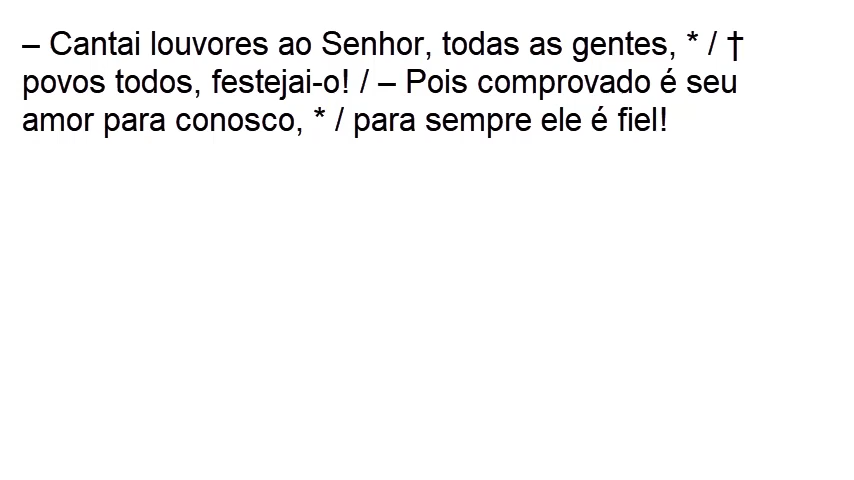 – Cantai louvores ao Senhor, todas as gentes, * / †
povos todos, festejai-o! / – Pois comprovado é seu
amor para conosco, * / para sempre ele é fiel!